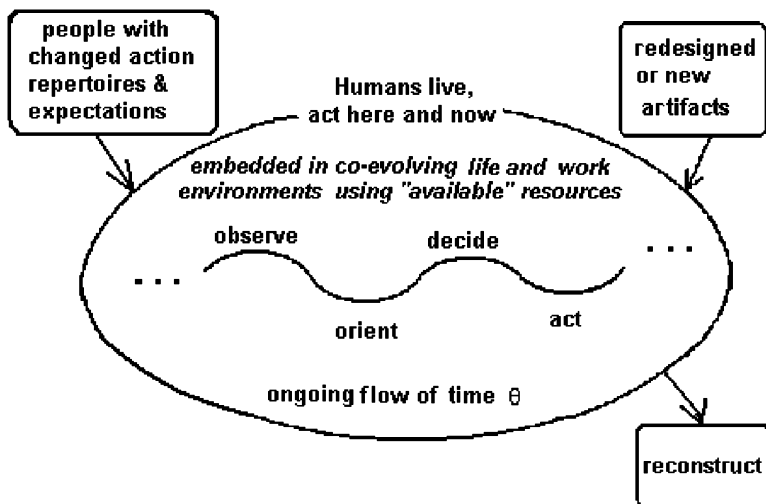 people with
changed action
repertoires &
expectations
redesigned
or new
artifacts
Humans live,
act here and now
embedded in co-evolving life and work
environments using "available" resources
observe
decide
. . .
. . .
orient
act
ongoing flow of time θ
reconstruct